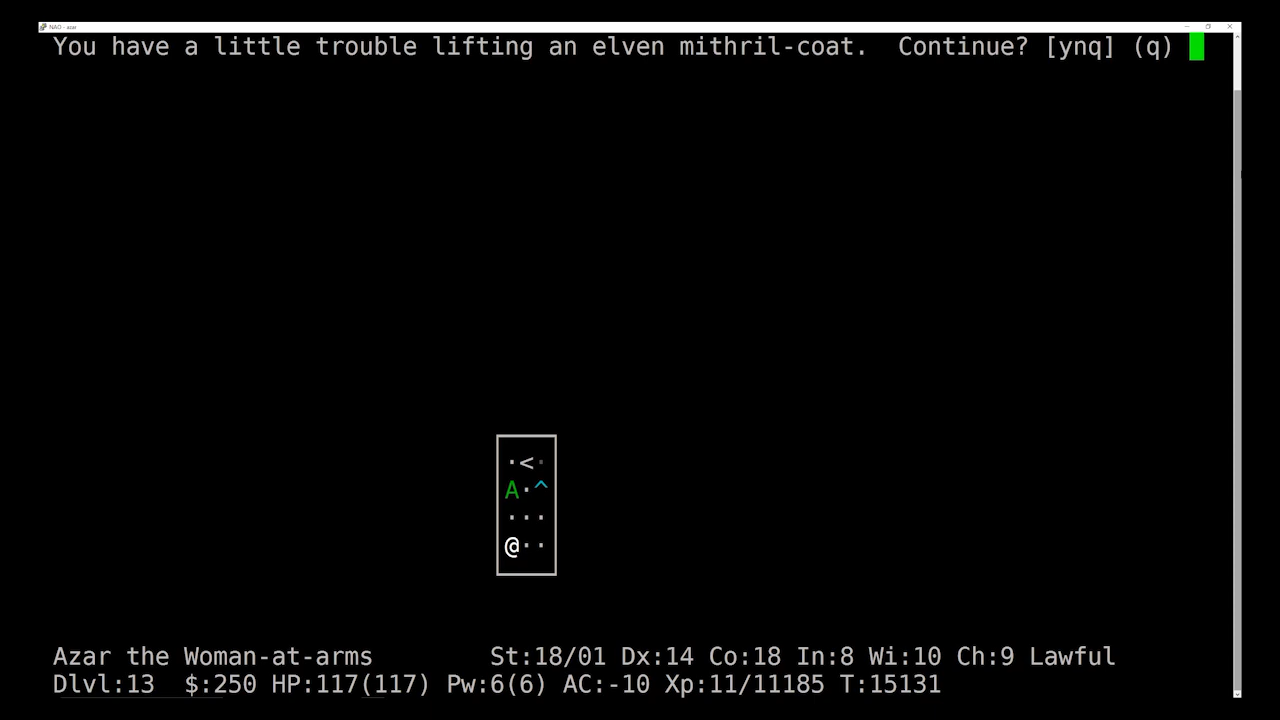 NAO - azar
You have a little trouble lifting an elven mithril-coat.  Continue? [ynq] (q)
.<.
A.^
...
@..
Azar the Woman-at-arms St:18/01 Dx:14 Co:18 In:8 Wi:10 Ch:9 Lawful
Dlvl:13 $:250 HP:117(117) Pw:6(6) AC:-10 Xp:11/11185 T:15131